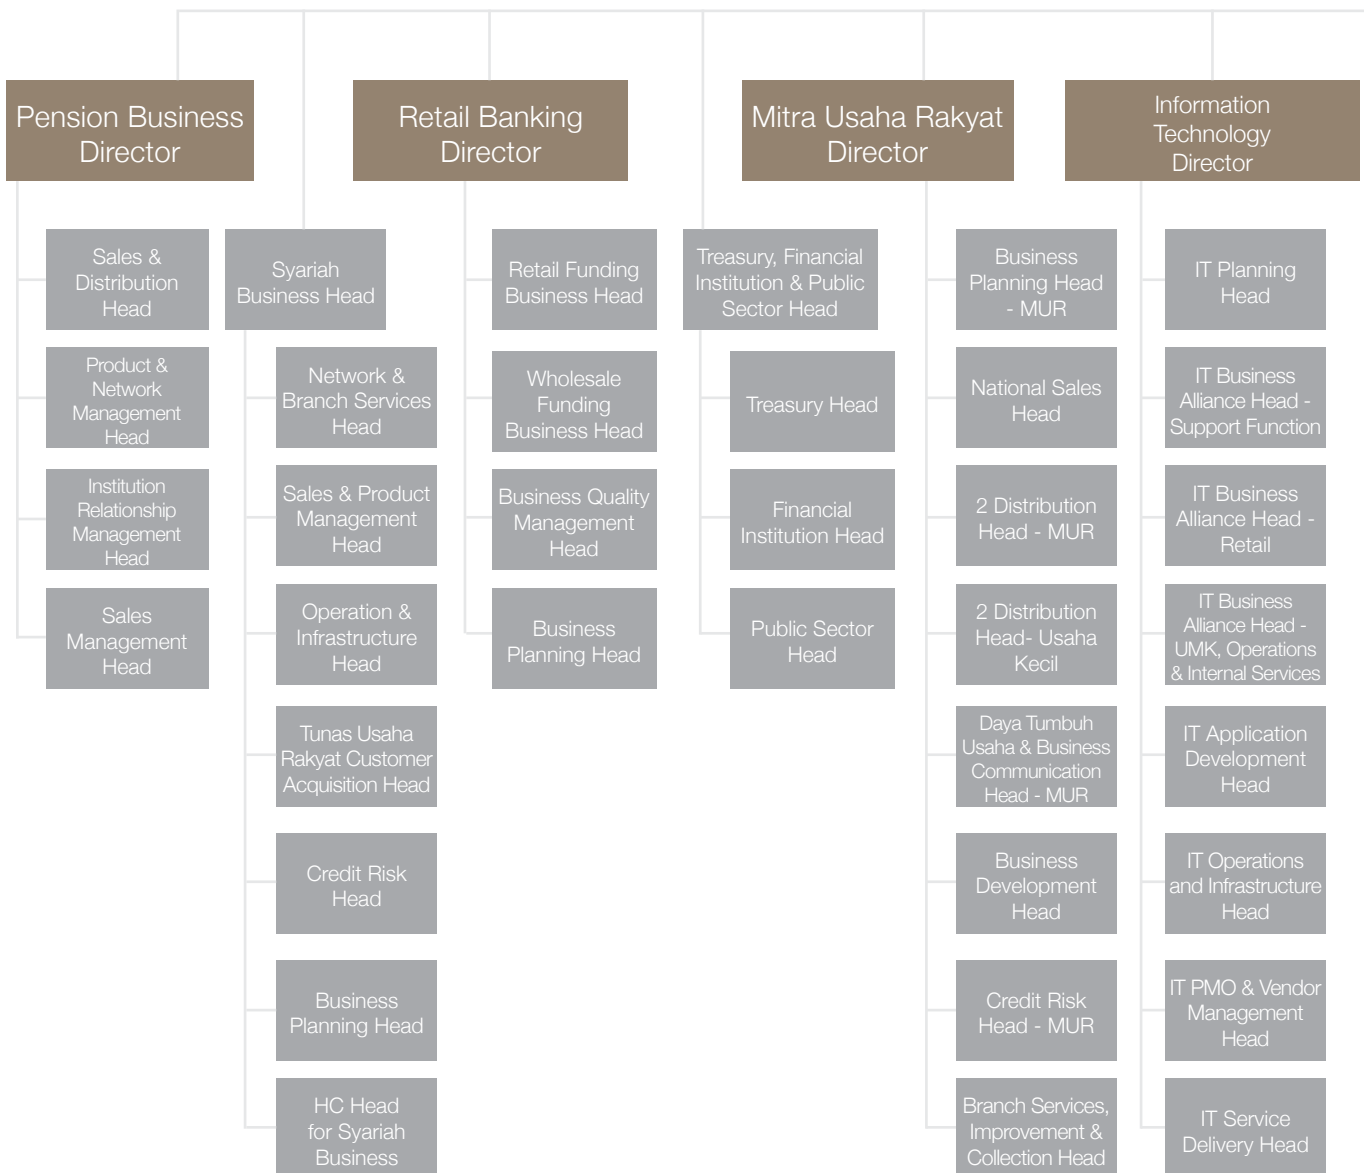 Pension Business
Director
Retail Banking
Director
Mitra Usaha Rakyat
Director
Information
Technology
Director
Sales &
Distribution
Head
Product &
Network
Management
Head
Institution
Relationship
Management
Head
Sales
Management
Head
Syariah
Business Head
Network &
Branch Services
Head
Sales & Product
Management
Head
Operation &
Infrastructure
Head
Tunas Usaha
Rakyat Customer
Acquisition Head
Credit Risk
Head
Business
Planning Head
HC Head
for Syariah
Business
Retail Funding
Business Head
Wholesale
Funding
Business Head
Business Quality
Management
Head
Business
Planning Head
Treasury, Financial
Institution & Public
Sector Head
Treasury Head
Financial
Institution Head
Public Sector
Head
Business
Planning Head
- MUR
National Sales
Head
2 Distribution
Head - MUR
2 Distribution
Head- Usaha
Kecil
Daya Tumbuh
Usaha & Business
Communication
Head - MUR
Business
Development
Head
Credit Risk
Head - MUR
Branch Services,
Improvement &
Collection Head
IT Planning
Head
IT Business
Alliance Head -
Support Function
IT Business
Alliance Head -
Retail
IT Business
Alliance Head -
UMK, Operations
& Internal Services
IT Application
Development
Head
IT Operations
and Infrastructure
Head
IT PMO & Vendor
Management
Head
IT Service
Delivery Head